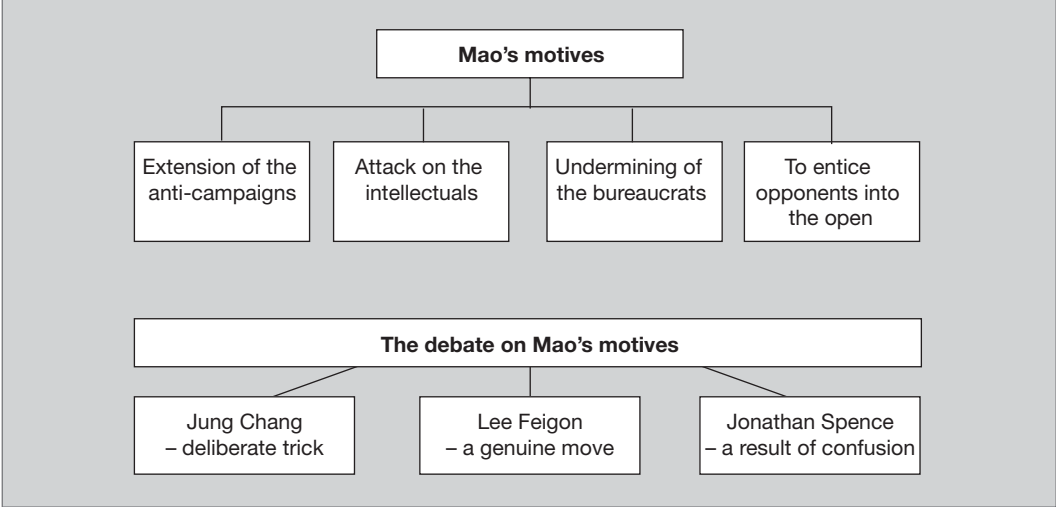 Mao's motives
Extension of the
anti-campaigns
Attack on the
intellectuals
Undermining of
the bureaucrats
To entice
opponents into
the open
The debate on Mao's motives
Jung Chang
– deliberate trick
Lee Feigon
– a genuine move
Jonathan Spence
– a result of confusion